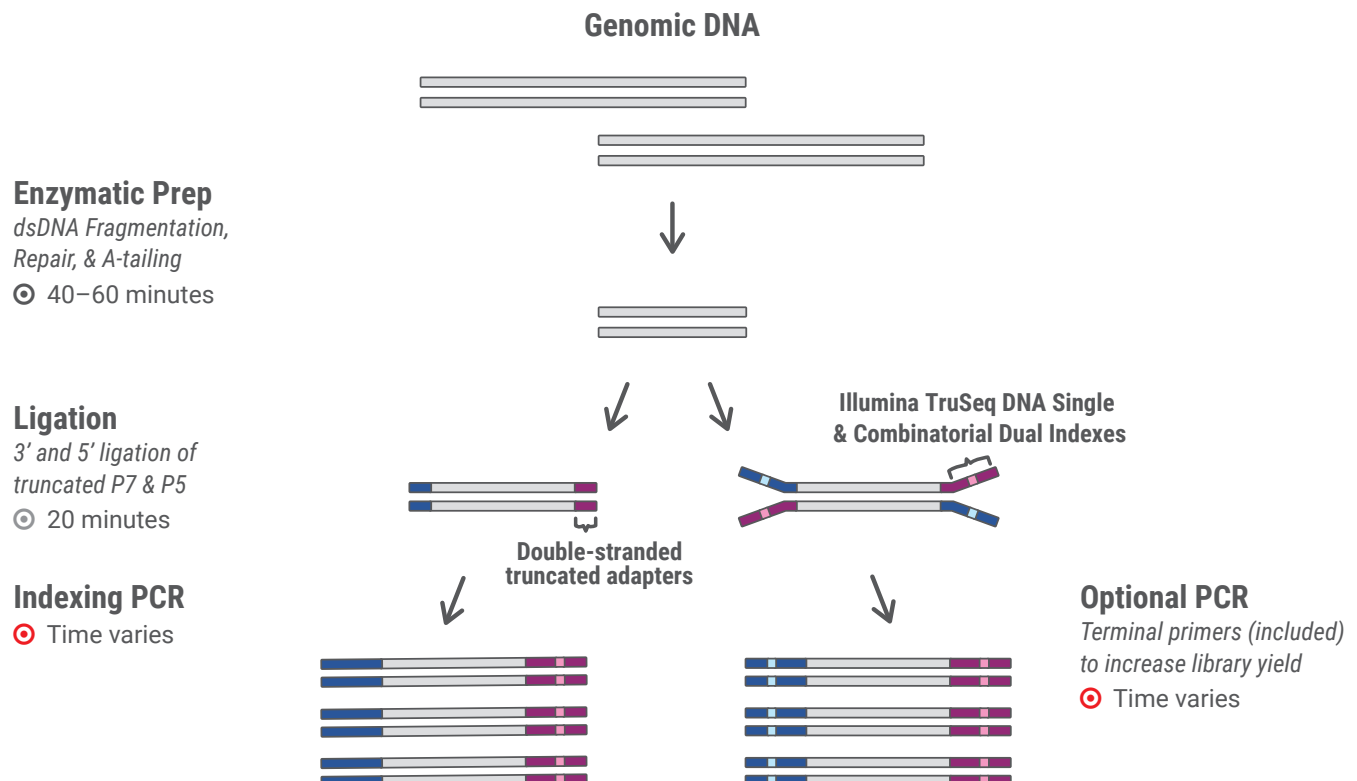 Genomic DNA
Enzymatic Prep
dsDNA Fragmentation,
Repair, & A-tailing
40–60 minutes
Ligation
3’ and 5’ ligation of
truncated P7 & P5
20 minutes
Illumina TruSeq DNA Single
& Combinatorial Dual Indexes
Double-stranded
truncated adapters
Indexing PCR
Time varies
Optional PCR
Terminal primers (included)
to increase library yield
Time varies